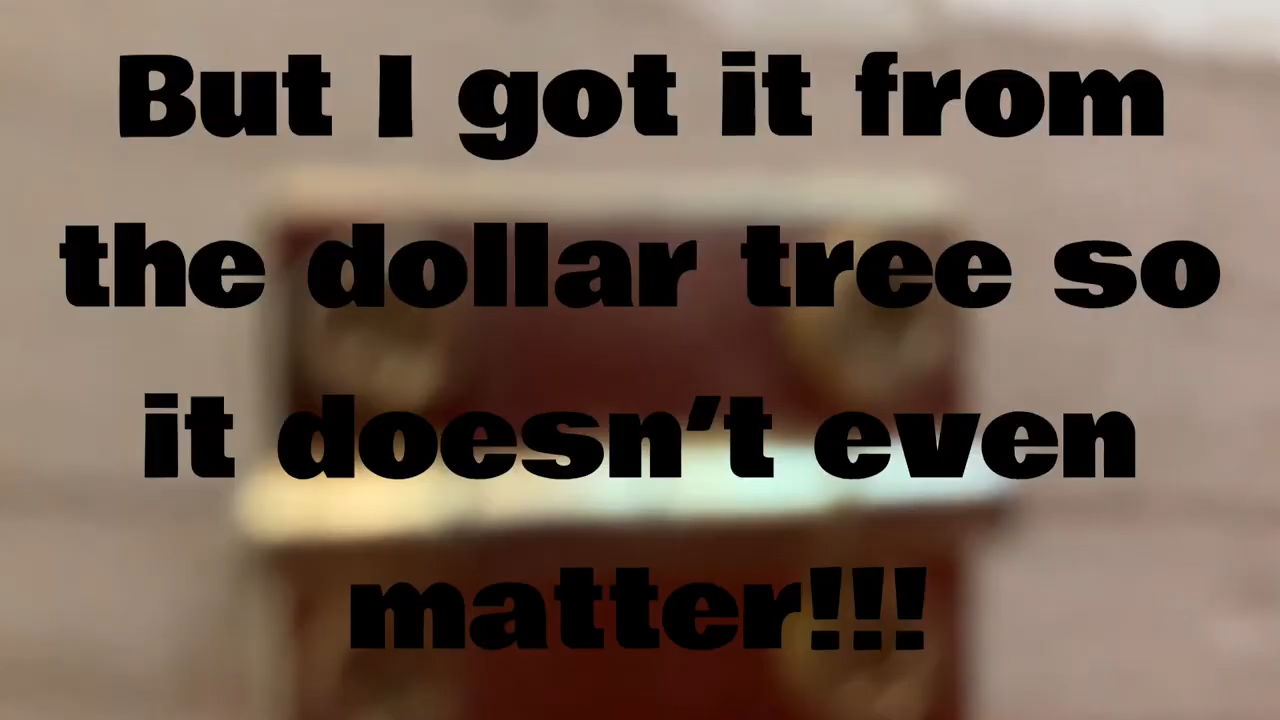 But I got it from
the dollar tree so
it doesn't even
matter!!!